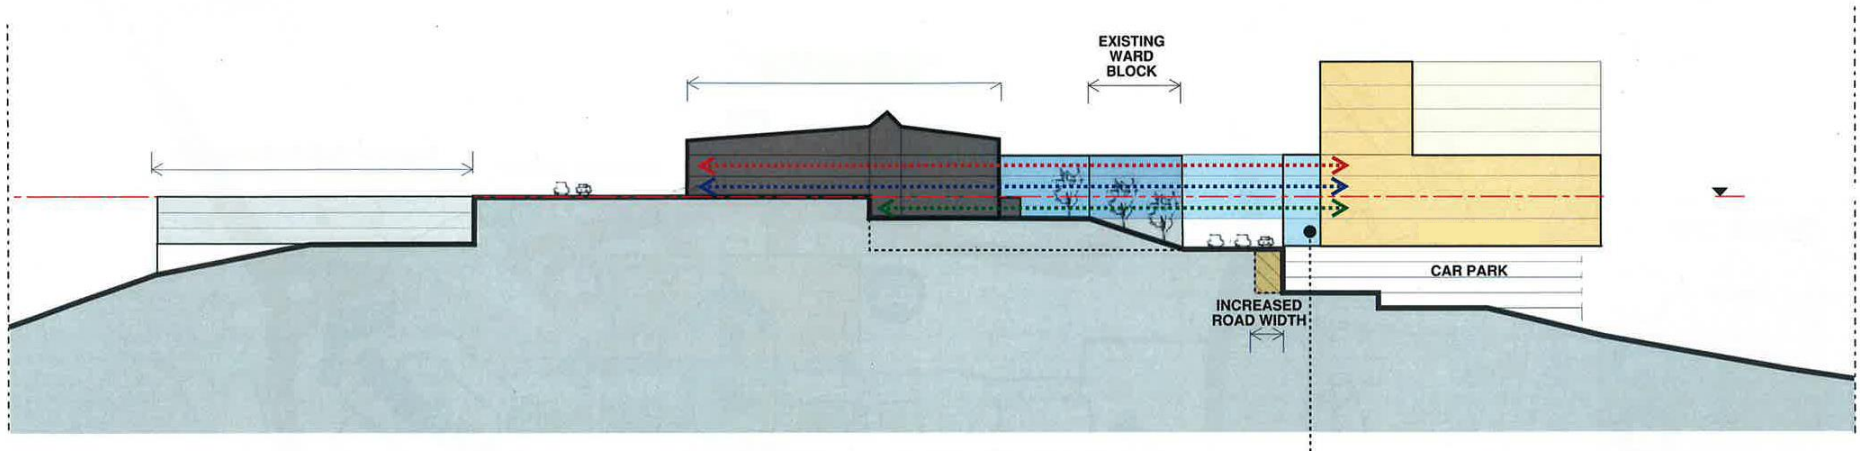 EXISTING
WARD
BLOCK
CAR PARK
INCREASED
ROAD WIDTH